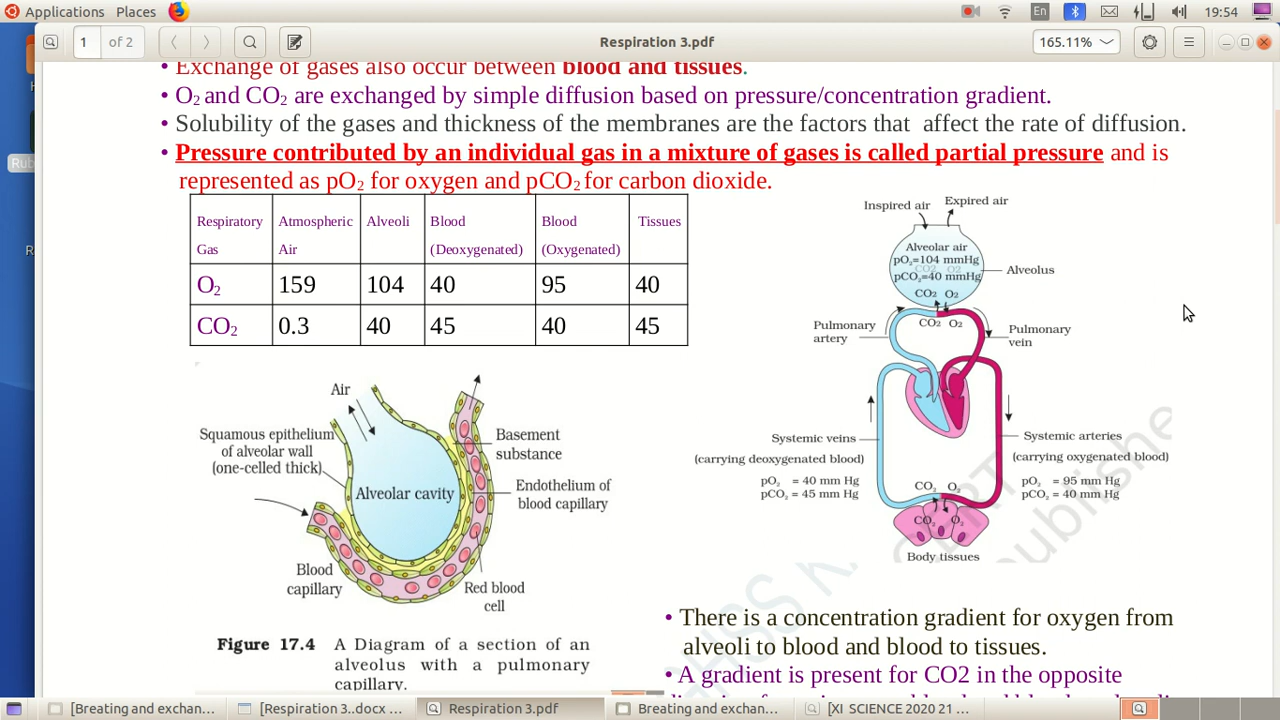 Applications Places
En
19:54
1 of 2
Respiration 3.pdf
165.11%
• Exchange of gases also occur between blood and tissues.
• O2 and CO2 are exchanged by simple diffusion based on pressure/concentration gradient.
• Solubility of the gases and thickness of the membranes are the factors that affect the rate of diffusion.
• Pressure contributed by an individual gas in a mixture of gases is called partial pressure and is
represented as pO2 for oxygen and pCO2 for carbon dioxide.
Respiratory Gas Atmospheric Air Alveoli Blood (Deoxygenated) Blood (Oxygenated) Tissues
O2 159 104 40 95 40
CO2 0.3 40 45 40 45
Air
Squamous epithelium
of alveolar wall
(one-celled thick)
Alveolar cavity
Basement
substance
Endothelium of
blood capillary
Blood
capillary
Red blood
cell
Figure 17.4 A Diagram of a section of an
alveolus with a pulmonary
capillary.
Inspired air
Expired air
Alveolar air
pO2=104 mmHg
pCO2=40 mmHg
CO2 O2
Alveolus
CO2 O2
CO2 O2
Pulmonary
artery
Pulmonary
vein
Systemic veins
(carrying deoxygenated blood)
pO2 = 40 mm Hg
pCO2 = 45 mm Hg
Systemic arteries
(carrying oxygenated blood)
pO2 = 95 mm Hg
pCO2 = 40 mm Hg
CO2 O2
CO2 O2
Body tissues
• There is a concentration gradient for oxygen from
alveoli to blood and blood to tissues.
• A gradient is present for CO2 in the opposite
[Breating and exchan...
[Respiration 3..docx ...
Respiration 3.pdf
Breating and exchan...
[XI SCIENCE 2020 21 ...